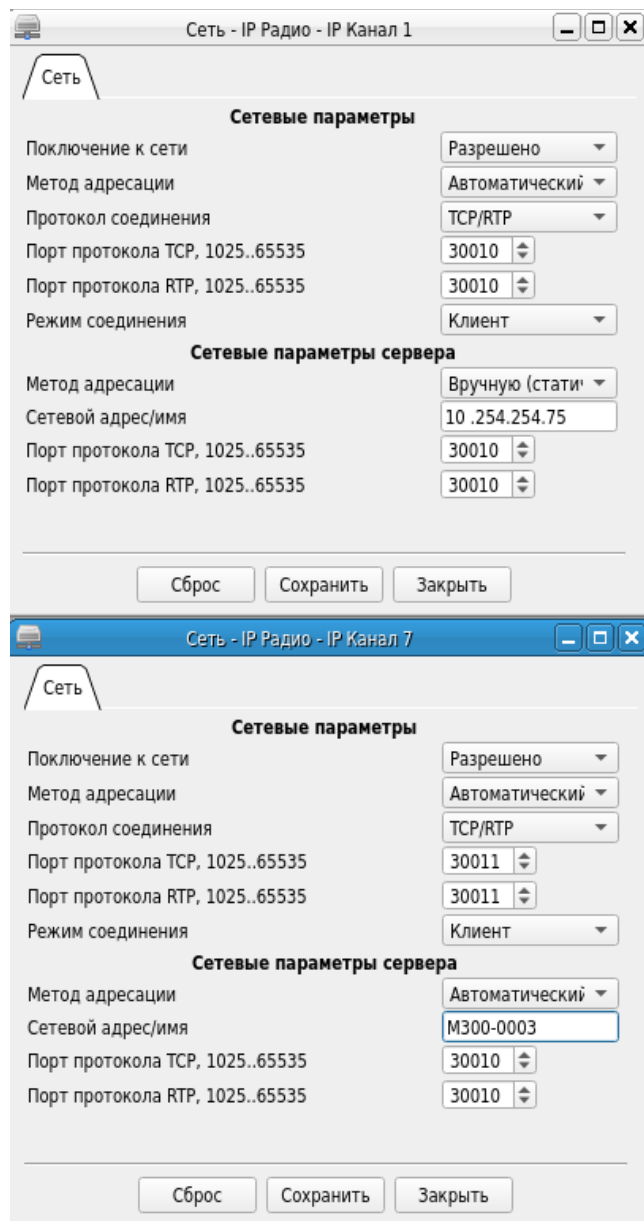 Сеть - IP Радио - IP Канал 1
Сеть
Сетевые параметры
Поключение к сети Разрешено
Метод адресации Автоматический
Протокол соединения TCP/RTP
Порт протокола TCP, 1025..65535 30010
Порт протокола RTP, 1025..65535 30010
Режим соединения Клиент
Сетевые параметры сервера
Метод адресации Вручную (стати
Сетевой адрес/имя 10 .254.254.75
Порт протокола TCP, 1025..65535 30010
Порт протокола RTP, 1025..65535 30010
Сброс Сохранить Закрыть
Сеть - IP Радио - IP Канал 7
Сеть
Сетевые параметры
Поключение к сети Разрешено
Метод адресации Автоматический
Протокол соединения TCP/RTP
Порт протокола TCP, 1025..65535 30011
Порт протокола RTP, 1025..65535 30011
Режим соединения Клиент
Сетевые параметры сервера
Метод адресации Автоматический
Сетевой адрес/имя M300-0003
Порт протокола TCP, 1025..65535 30010
Порт протокола RTP, 1025..65535 30010
Сброс Сохранить Закрыть